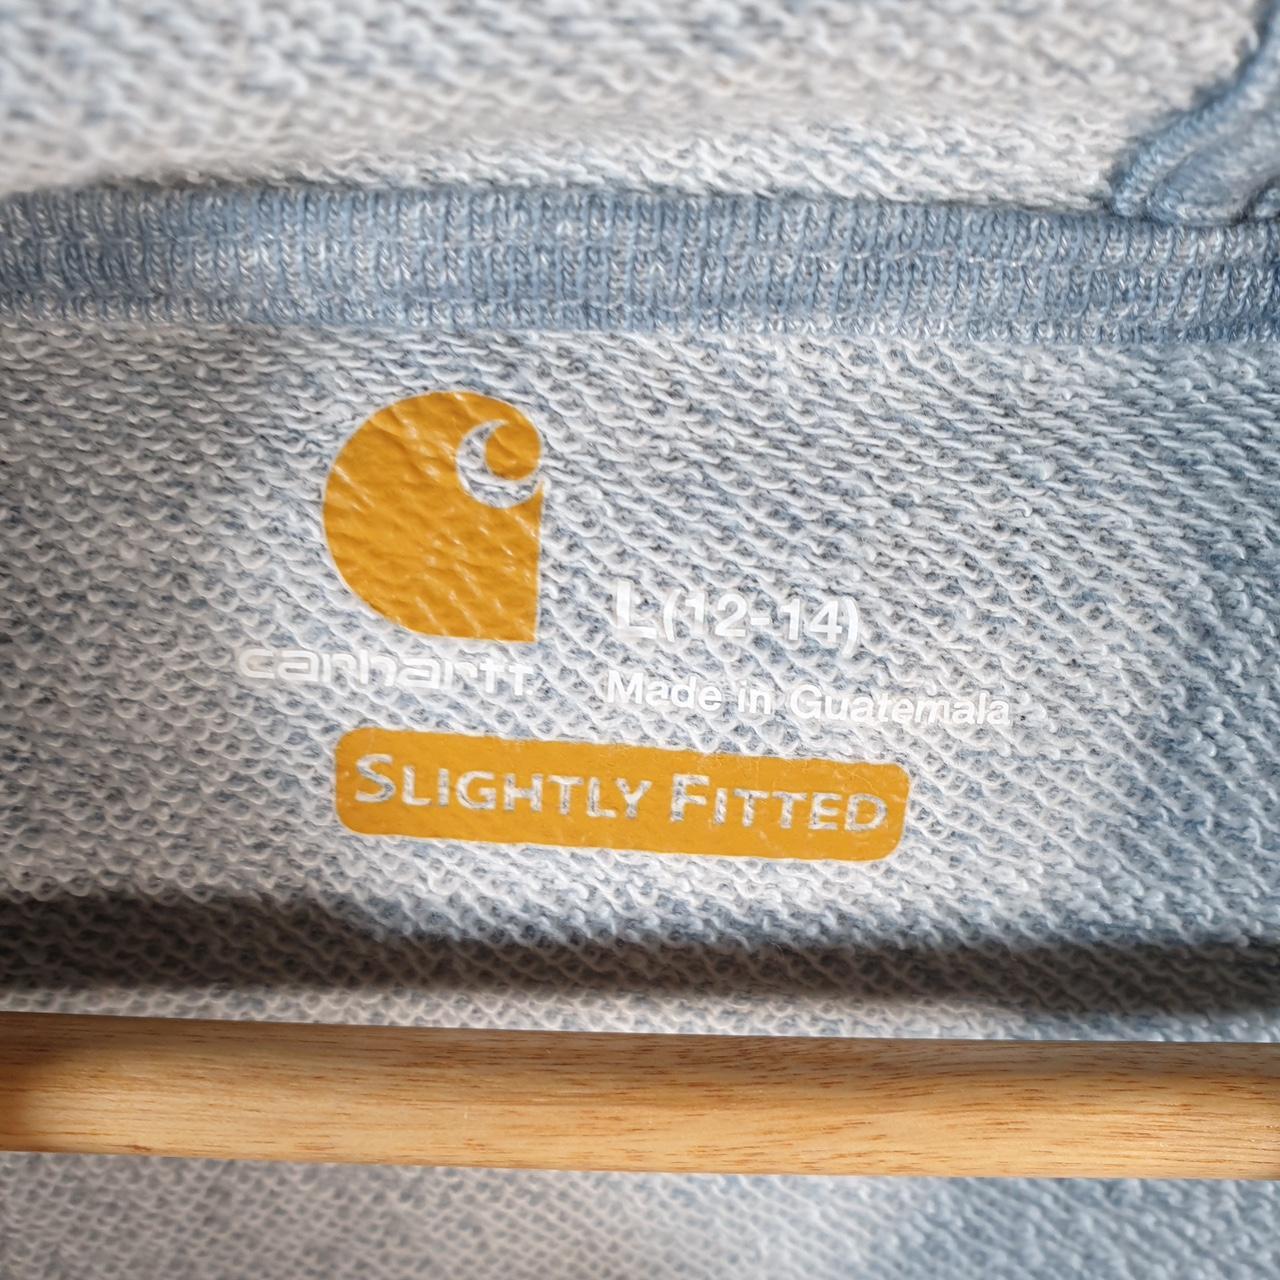 carhartt
L(12-14)
Made in Guatemala
SLIGHTLY FITTED